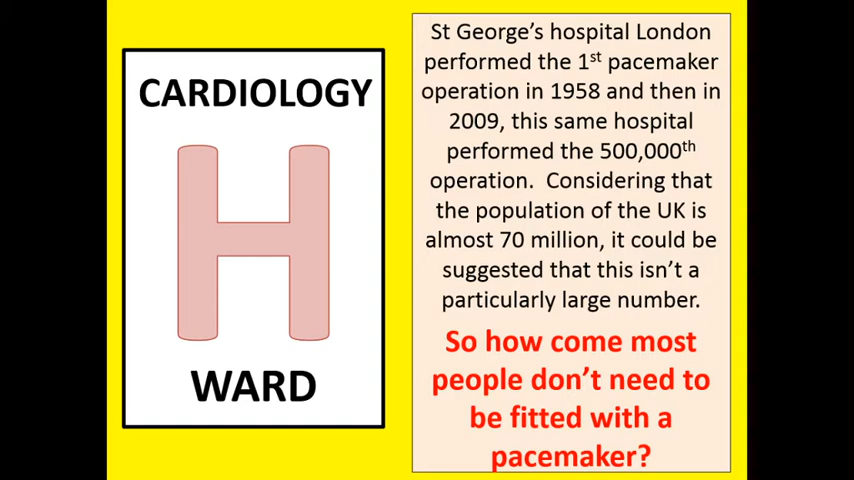 CARDIOLOGY
H
WARD
St George’s hospital London
performed the 1st pacemaker
operation in 1958 and then in
2009, this same hospital
performed the 500,000th
operation.  Considering that
the population of the UK is
almost 70 million, it could be
suggested that this isn’t a
particularly large number.
So how come most
people don’t need to
be fitted with a
pacemaker?